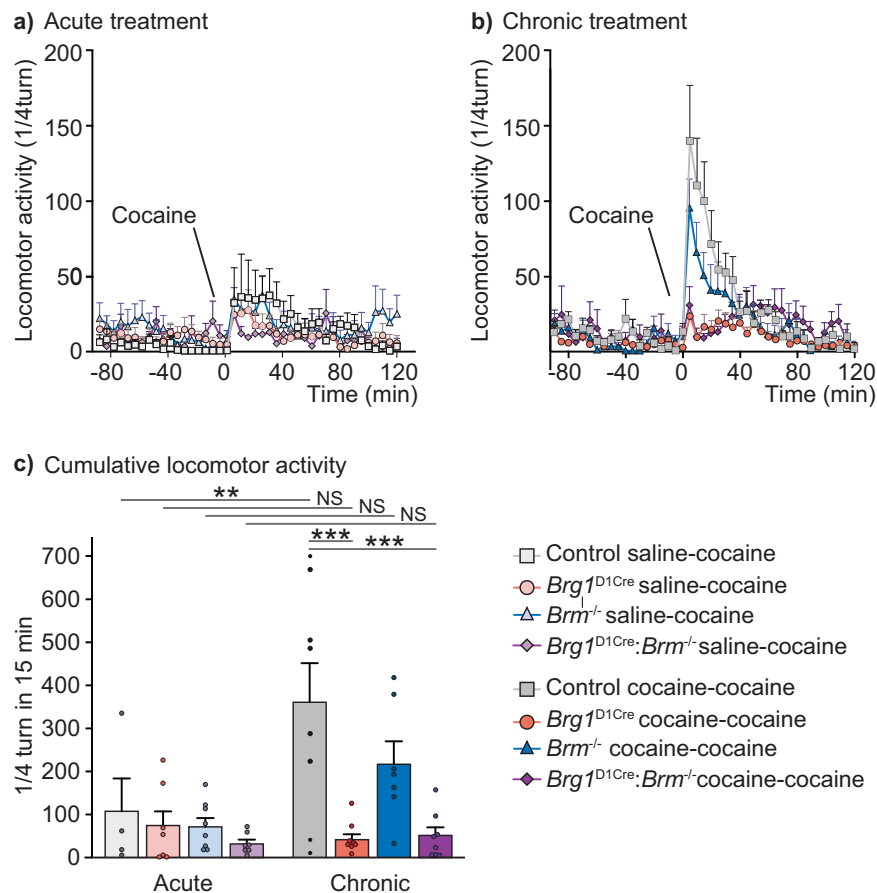 a) Acute treatment
200
150
100
50
0
Locomotor activity (1/4turn)
Cocaine
-80
-40
0
40
80
120
Time (min)
b) Chronic treatment
200
150
100
50
0
Locomotor activity (1/4turn)
Cocaine
-80
-40
0
40
80
120
Time (min)
c) Cumulative locomotor activity
**
NS
NS
NS
***
***
700
600
500
400
300
200
100
0
1/4 turn in 15 min
Acute
Chronic
Control saline-cocaine
Brg1D1Cre saline-cocaine
Brm-/- saline-cocaine
Brg1D1Cre:Brm-/- saline-cocaine
Control cocaine-cocaine
Brg1D1Cre cocaine-cocaine
Brm-/- cocaine-cocaine
Brg1D1Cre:Brm-/- cocaine-cocaine